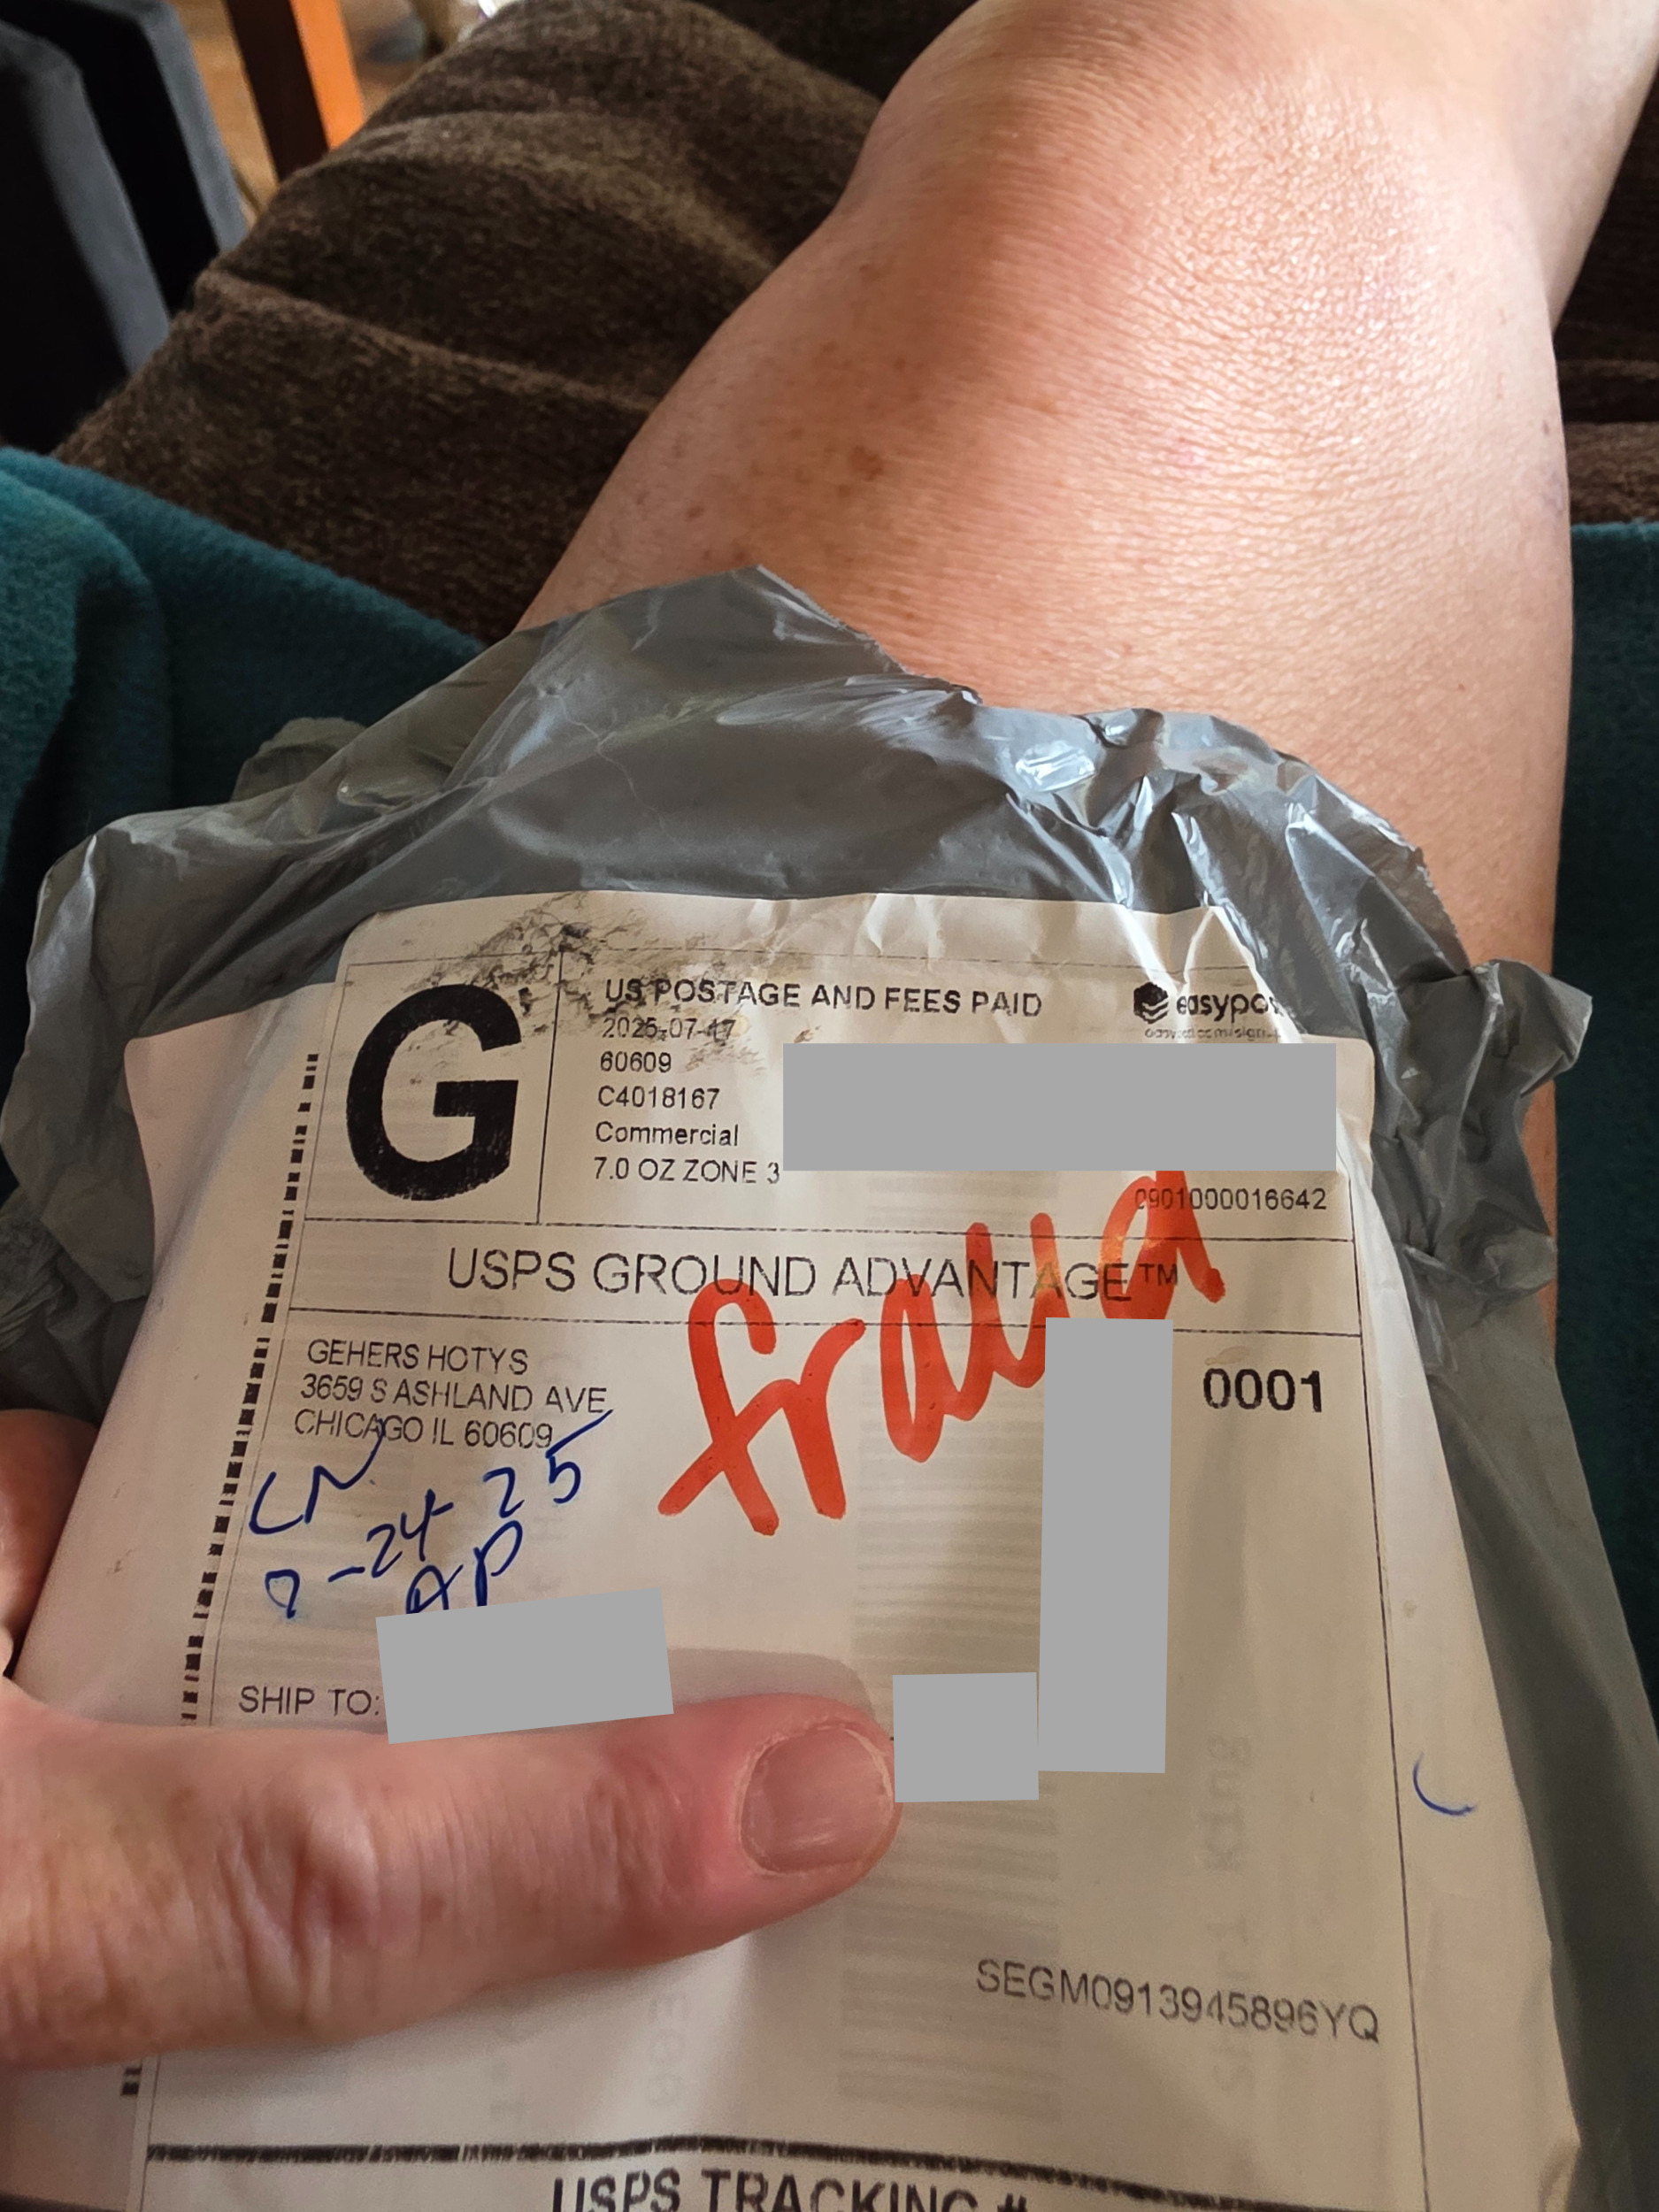 G
US POSTAGE AND FEES PAID
2025-07-17
60609
C4018167
Commercial
7.0 OZ ZONE 3
easypo
0901000016642
USPS GROUND ADVANTAGE™
fraud
GEHERS HOTYS
3659 S ASHLAND AVE
CHICAGO IL 60609
0001
CN
7-24-25
AP
SHIP TO:
SEGM0913945896YQ
USPS TRACKING #